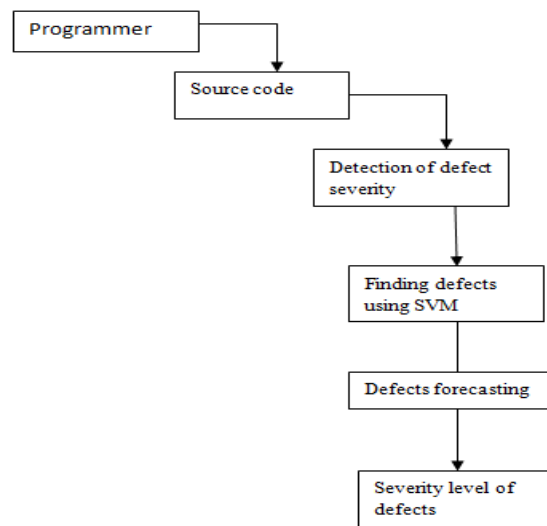 Programmer
Source code
Detection of defect
severity
Finding defects
using SVM
Defects forecasting
Severity level of
defects